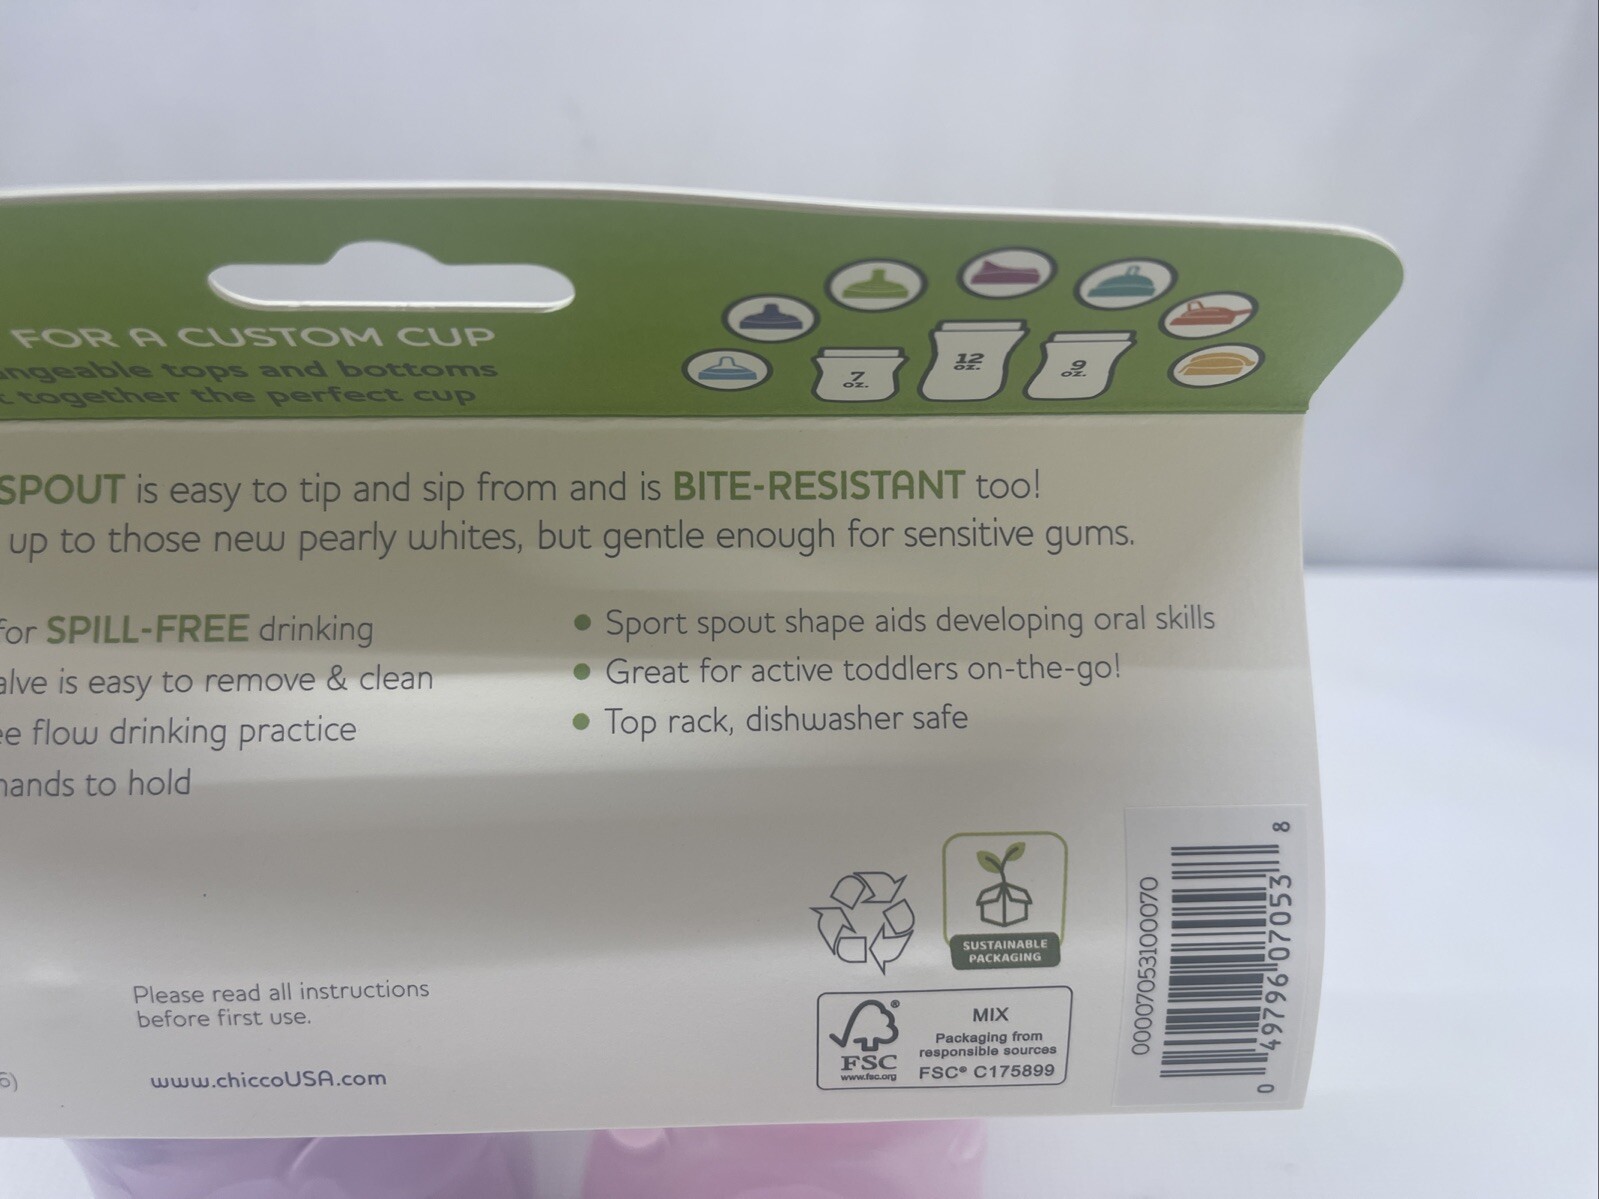 FOR A CUSTOM CUP
angeable tops and bottoms
t together the perfect cup
7 oz.
12 oz.
9 oz.
SPOUT is easy to tip and sip from and is BITE-RESISTANT too!
up to those new pearly whites, but gentle enough for sensitive gums.
for SPILL-FREE drinking
alve is easy to remove & clean
ee flow drinking practice
hands to hold
● Sport spout shape aids developing oral skills
● Great for active toddlers on-the-go!
● Top rack, dishwasher safe
SUSTAINABLE
PACKAGING
Please read all instructions
before first use.
www.chiccoUSA.com
FSC®
www.fsc.org
MIX
Packaging from
responsible sources
FSC® C175899
00007053100070
0 49796 07053 8